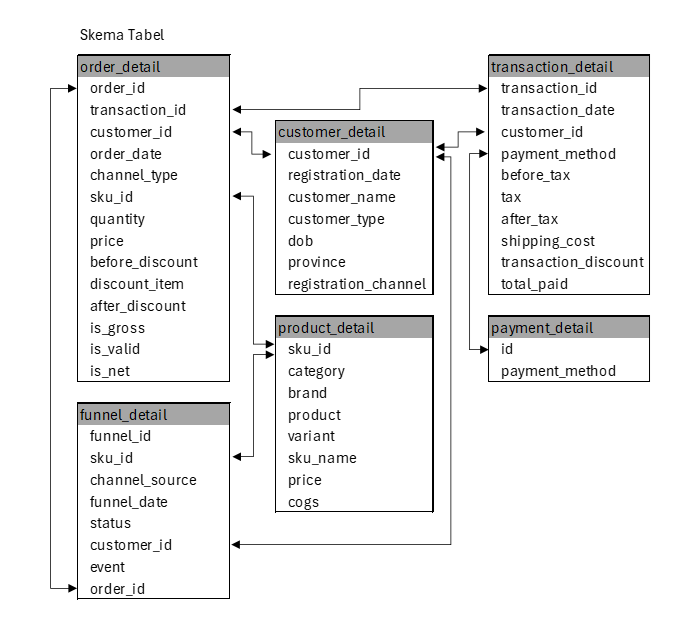 Skema Tabel
order_detail
order_id
transaction_id
customer_id
order_date
channel_type
sku_id
quantity
price
before_discount
discount_item
after_discount
is_gross
is_valid
is_net
funnel_detail
funnel_id
sku_id
channel_source
funnel_date
status
customer_id
event
order_id
customer_detail
customer_id
registration_date
customer_name
customer_type
dob
province
registration_channel
product_detail
sku_id
category
brand
product
variant
sku_name
price
cogs
transaction_detail
transaction_id
transaction_date
customer_id
payment_method
before_tax
tax
after_tax
shipping_cost
transaction_discount
total_paid
payment_detail
id
payment_method